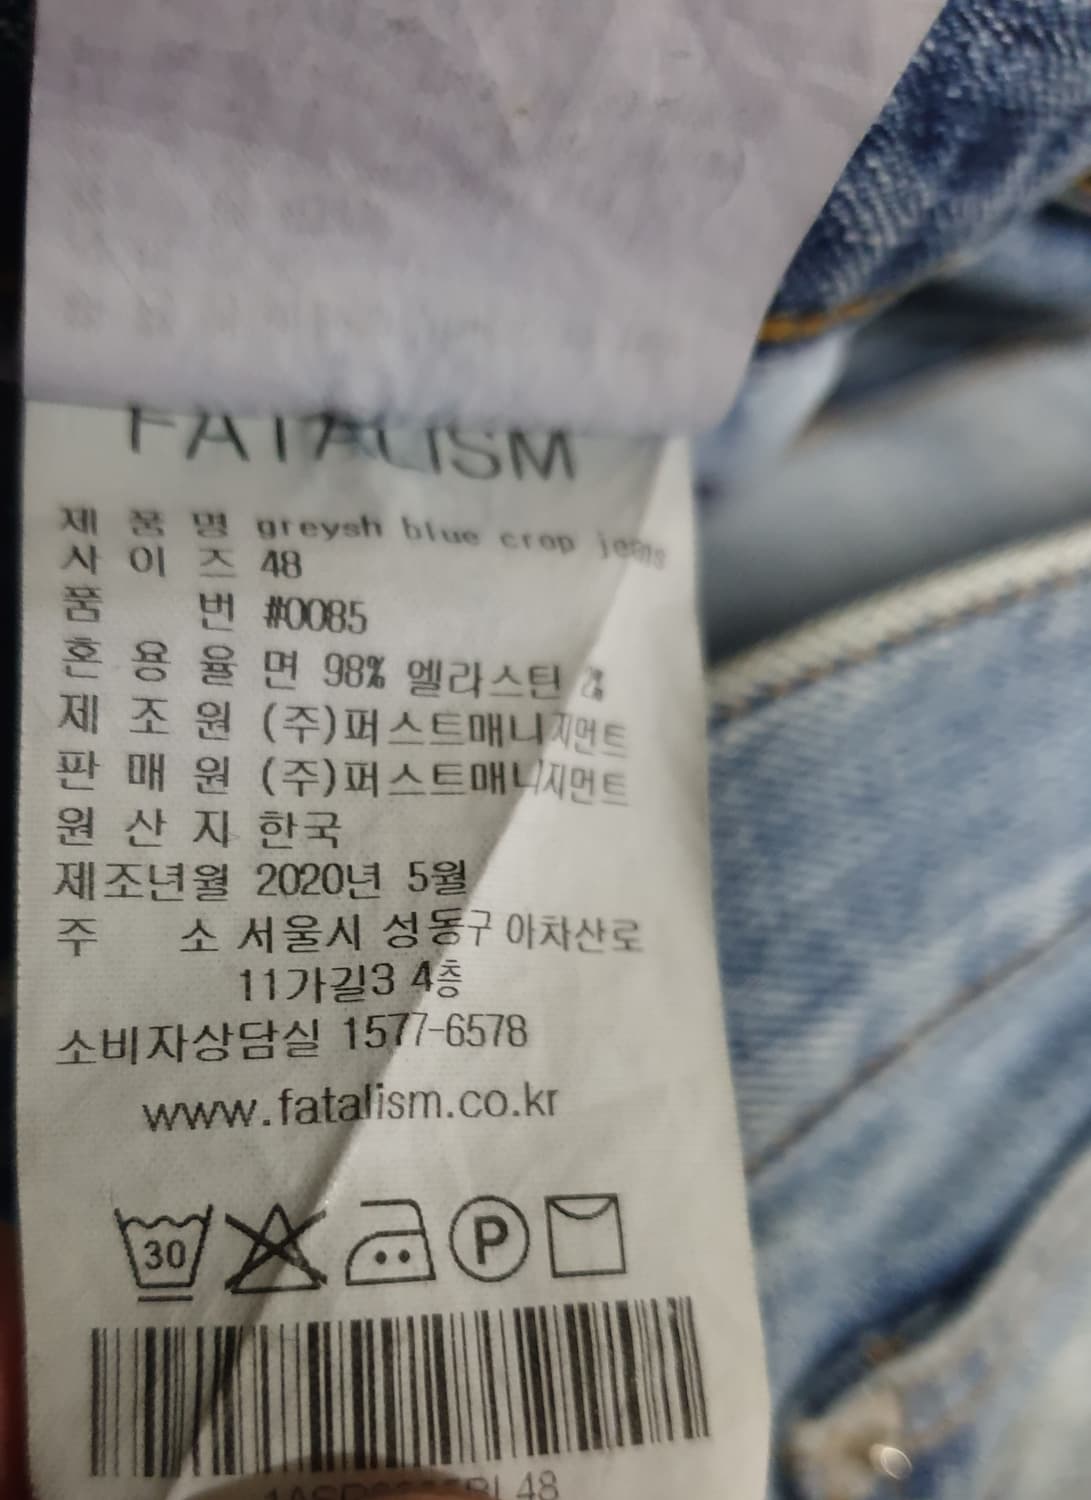 FATALISM
제 품 명 greysh blue crop jeans
사 이 즈 48
품 번 #0085
혼 용 율 면 98% 엘라스틴 2%
제 조 원 (주)퍼스트매니지먼트
판 매 원 (주)퍼스트매니지먼트
원 산 지 한국
제조년월 2020년 5월
주 소 서울시 성동구 아차산로
11가길3 4층
소비자상담실 1577-6578
www.fatalism.co.kr
30 P